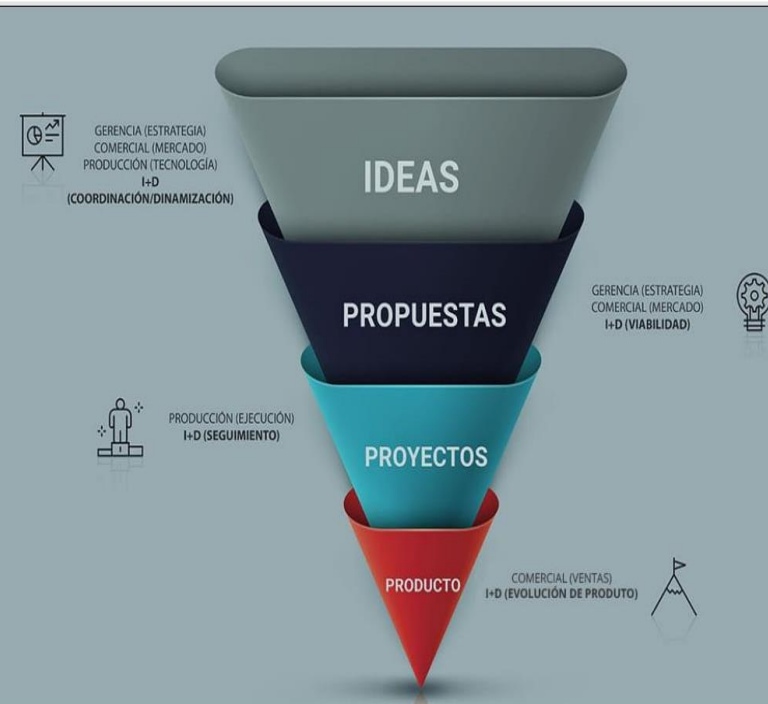 GERENCIA (ESTRATEGIA)
COMERCIAL (MERCADO)
PRODUCCIÓN (TECNOLOGÍA)
I+D
(COORDINACIÓN/DINAMIZACIÓN)
IDEAS
PROPUESTAS
GERENCIA (ESTRATEGIA)
COMERCIAL (MERCADO)
I+D (VIABILIDAD)
PRODUCCIÓN (EJECUCIÓN)
I+D (SEGUIMIENTO)
PROYECTOS
PRODUCTO
COMERCIAL (VENTAS)
I+D (EVOLUCIÓN DE PRODUTO)